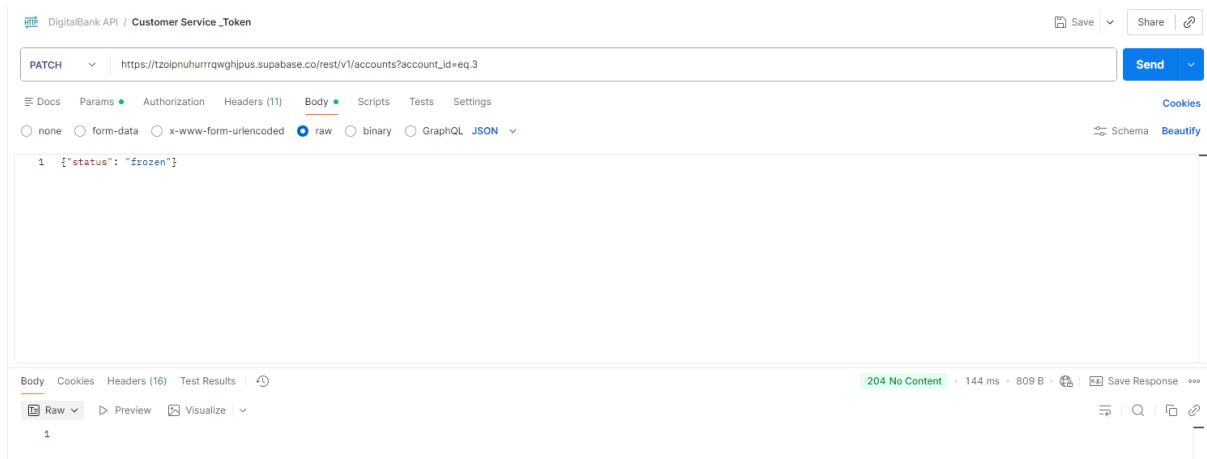 HTTP DigitalBank API / Customer Service _Token Save Share
PATCH https://tzoipnuhurrrqwghjpus.supabase.co/rest/v1/accounts?account_id=eq.3 Send
Docs Params Authorization Headers (11) Body Scripts Tests Settings Cookies
none form-data x-www-form-urlencoded raw binary GraphQL JSON Schema Beautify
1 {"status": "frozen"}
Body Cookies Headers (16) Test Results 204 No Content 144 ms 809 B e.g. Save Response
Raw Preview Visualize
1